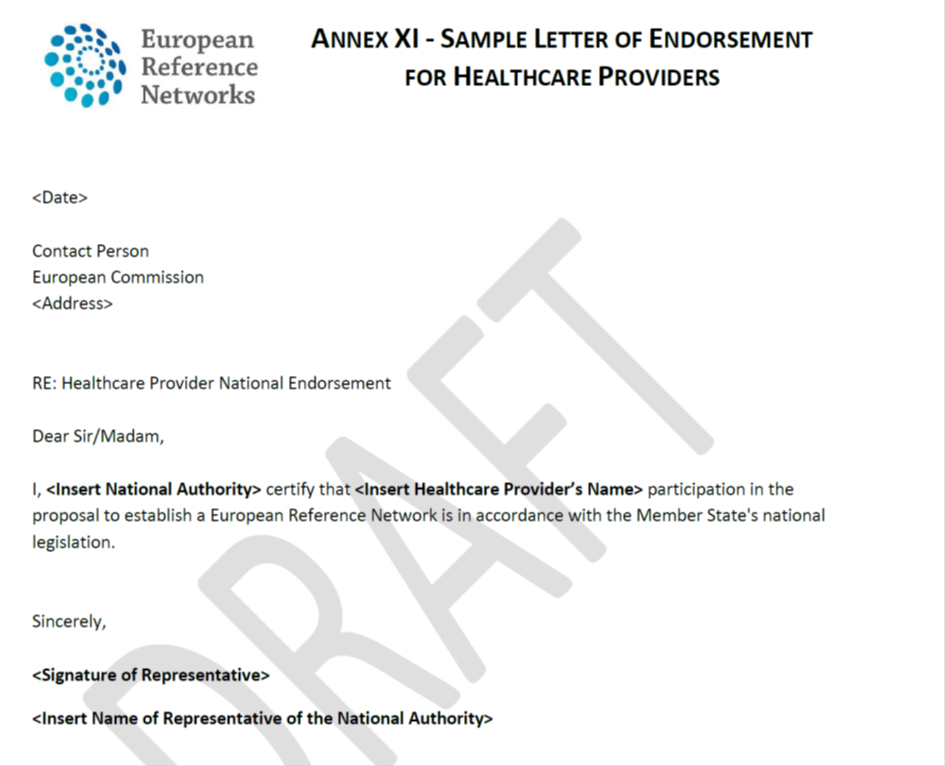 European
Reference
Networks
ANNEX XI - SAMPLE LETTER OF ENDORSEMENT
FOR HEALTHCARE PROVIDERS
<Date>
Contact Person
European Commission
<Address>
RE: Healthcare Provider National Endorsement
Dear Sir/Madam,
I, <Insert National Authority> certify that <Insert Healthcare Provider's Name> participation in the
proposal to establish a European Reference Network is in accordance with the Member State's national
legislation.
Sincerely,
<Signature of Representative>
<Insert Name of Representative of the National Authority>
DRAFT